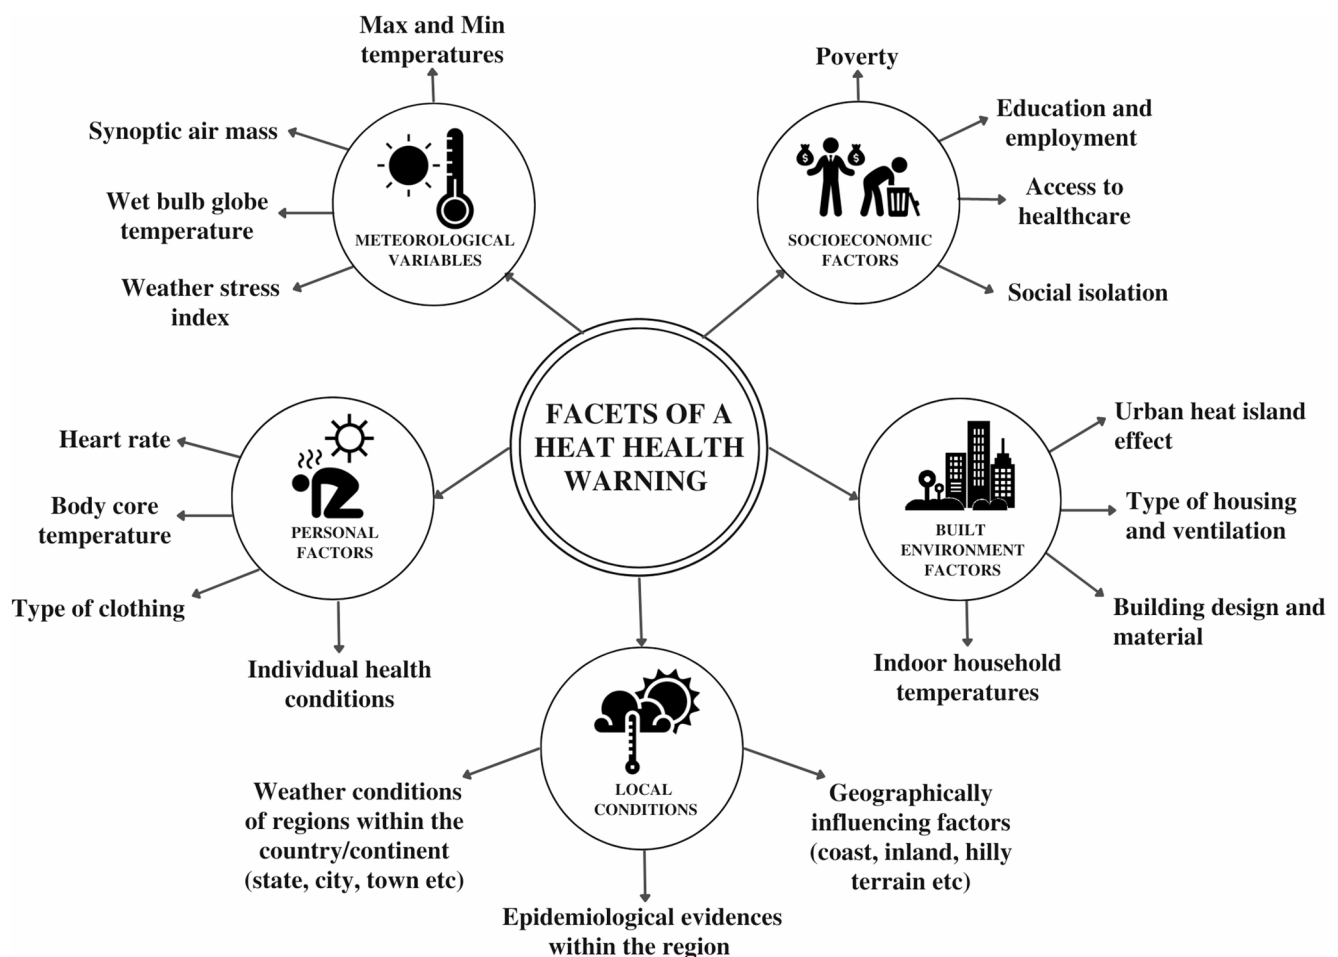 Max and Min
temperatures
Synoptic air mass
Wet bulb globe
temperature
Weather stress
index
METEOROLOGICAL
VARIABLES
Poverty
Education and
employment
Access to
healthcare
Social isolation
$ $
SOCIOECONOMIC
FACTORS
FACETS OF A
HEAT HEALTH
WARNING
Heart rate
Body core
temperature
Type of clothing
Individual health
conditions
PERSONAL
FACTORS
Urban heat island
effect
Type of housing
and ventilation
Building design and
material
Indoor household
temperatures
BUILT
ENVIRONMENT
FACTORS
LOCAL
CONDITIONS
Weather conditions
of regions within the
country/continent
(state, city, town etc)
Epidemiological evidences
within the region
Geographically
influencing factors
(coast, inland, hilly
terrain etc)